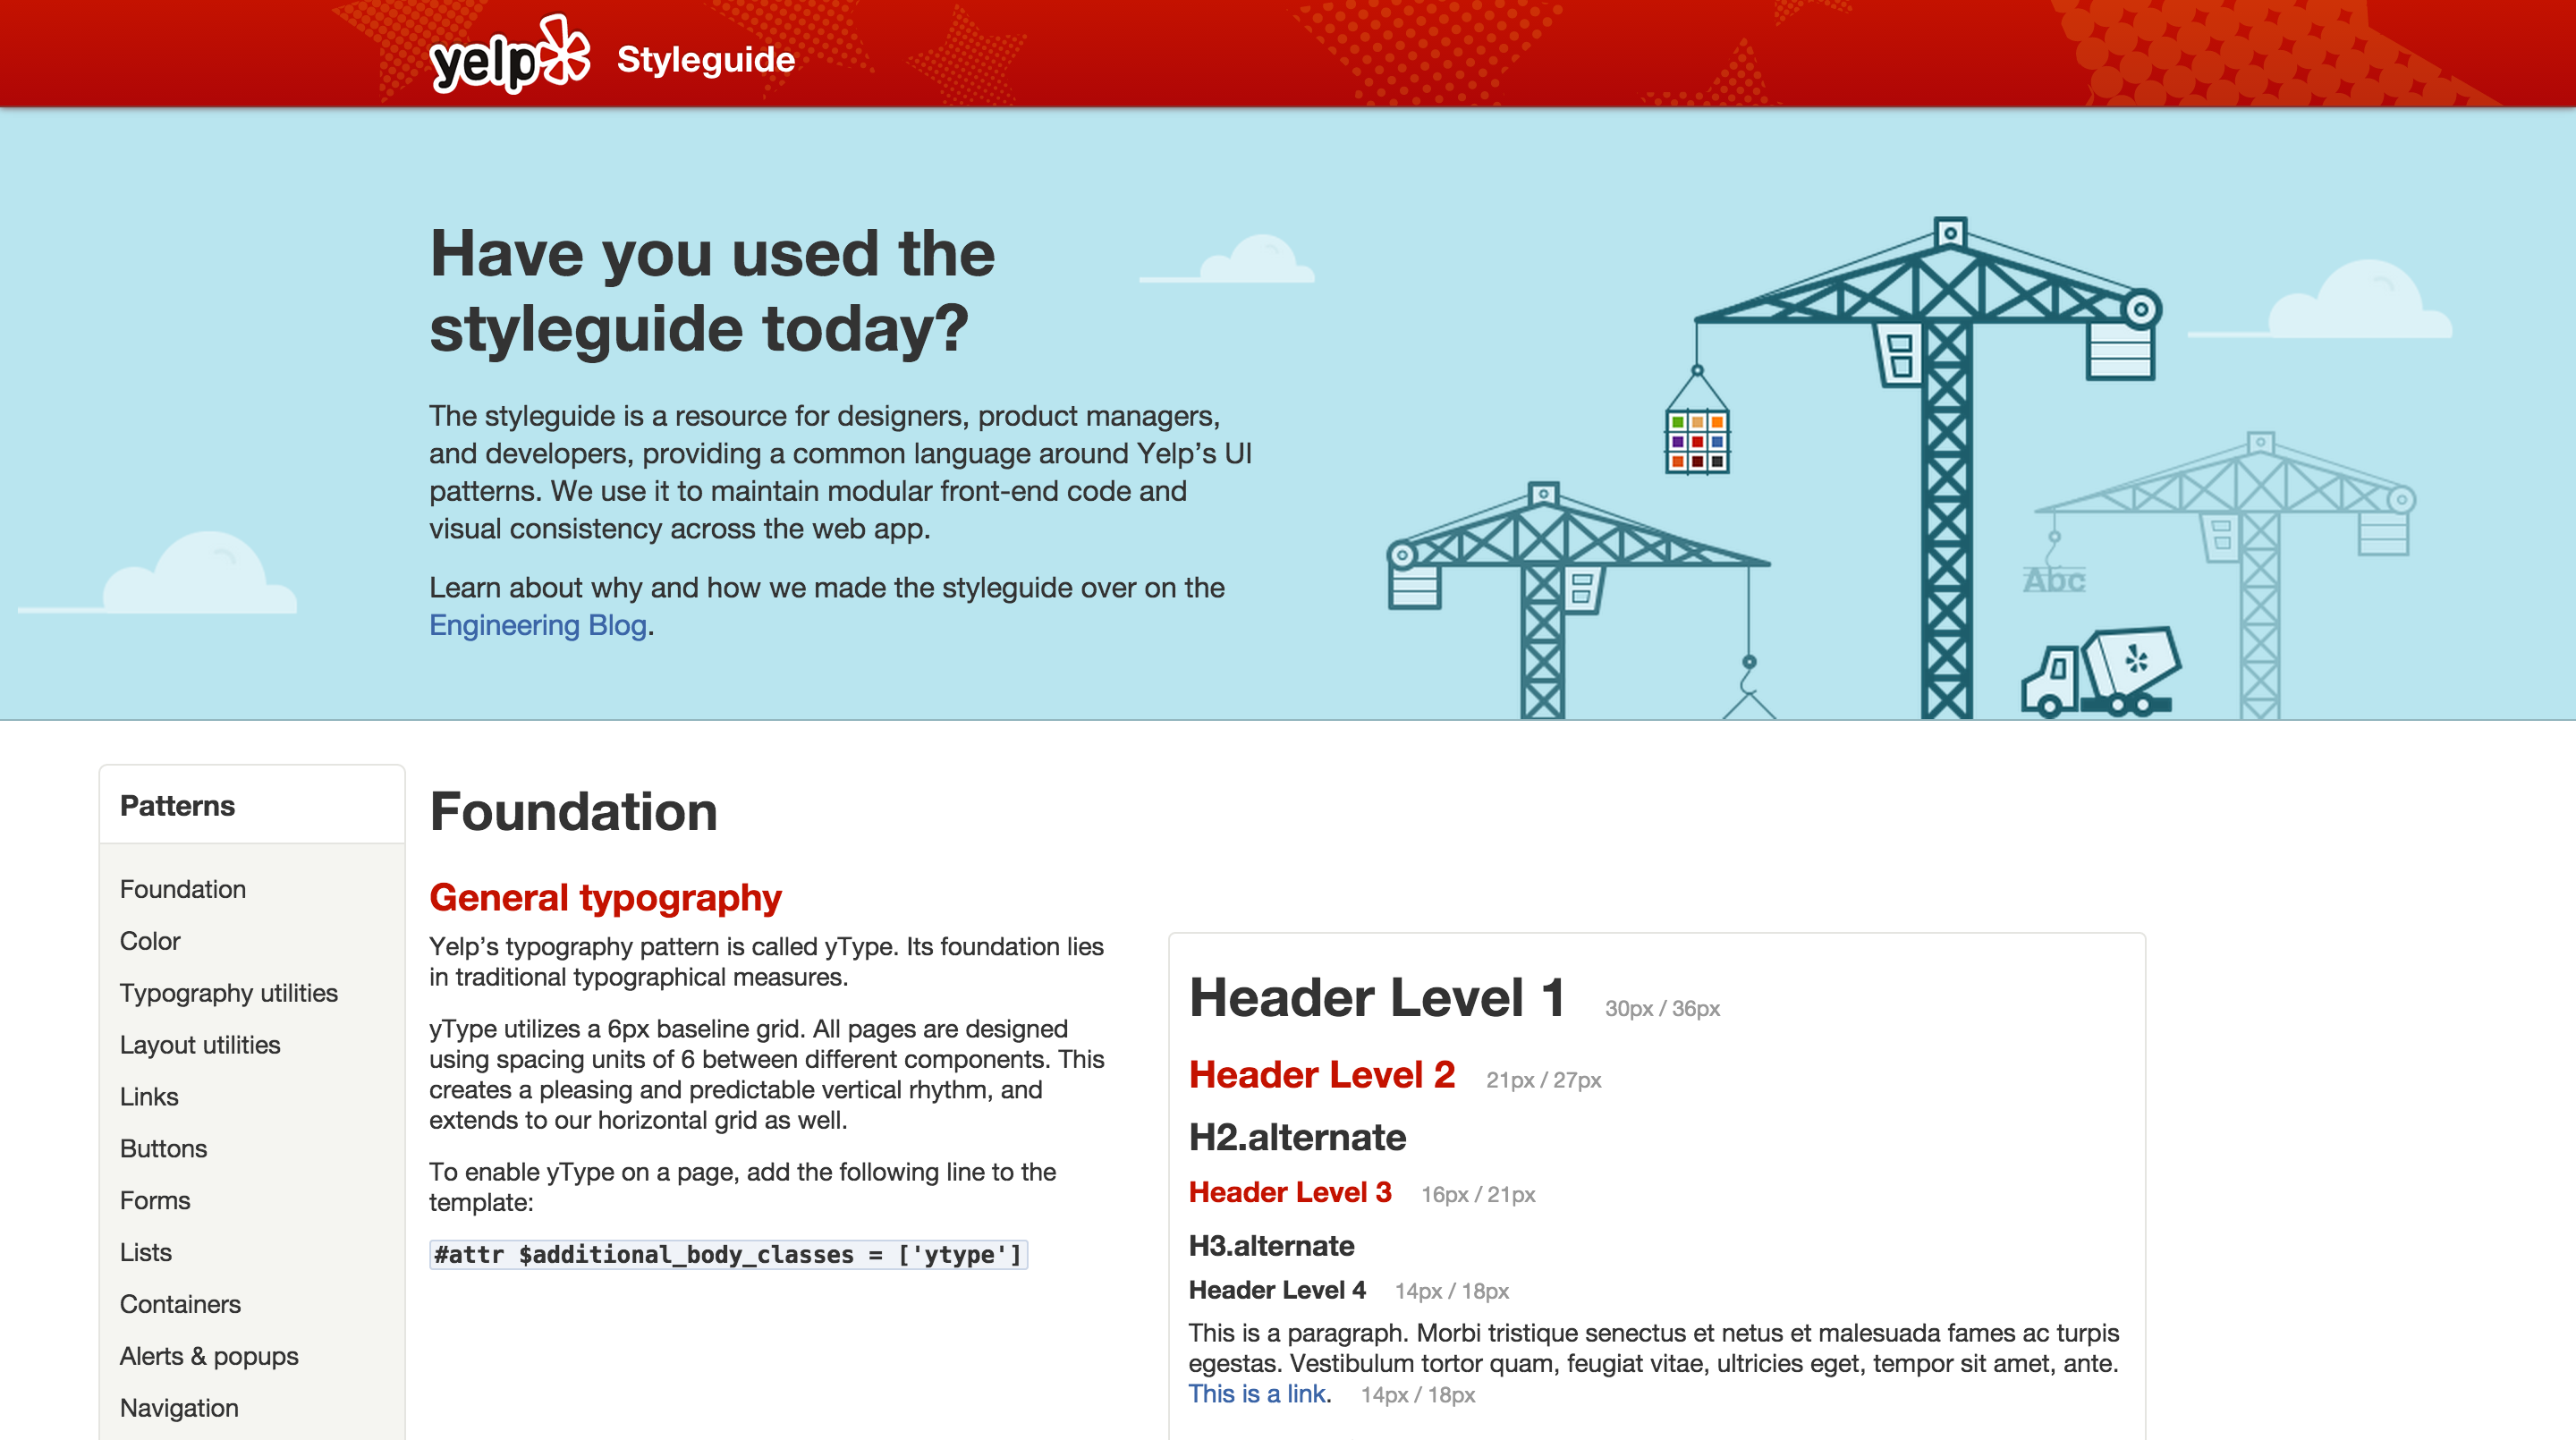 yelp Styleguide
Have you used the
styleguide today?
The styleguide is a resource for designers, product managers,
and developers, providing a common language around Yelp’s UI
patterns. We use it to maintain modular front-end code and
visual consistency across the web app.
Learn about why and how we made the styleguide over on the
Engineering Blog.
Abc
Patterns
Foundation
Color
Typography utilities
Layout utilities
Links
Buttons
Forms
Lists
Containers
Alerts & popups
Navigation
Foundation
General typography
Yelp’s typography pattern is called yType. Its foundation lies
in traditional typographical measures.
yType utilizes a 6px baseline grid. All pages are designed
using spacing units of 6 between different components. This
creates a pleasing and predictable vertical rhythm, and
extends to our horizontal grid as well.
To enable yType on a page, add the following line to the
template:
#attr $additional_body_classes = ['ytype']
Header Level 1 30px / 36px
Header Level 2 21px / 27px
H2.alternate
Header Level 3 16px / 21px
H3.alternate
Header Level 4 14px / 18px
This is a paragraph. Morbi tristique senectus et netus et malesuada fames ac turpis
egestas. Vestibulum tortor quam, feugiat vitae, ultricies eget, tempor sit amet, ante.
This is a link. 14px / 18px